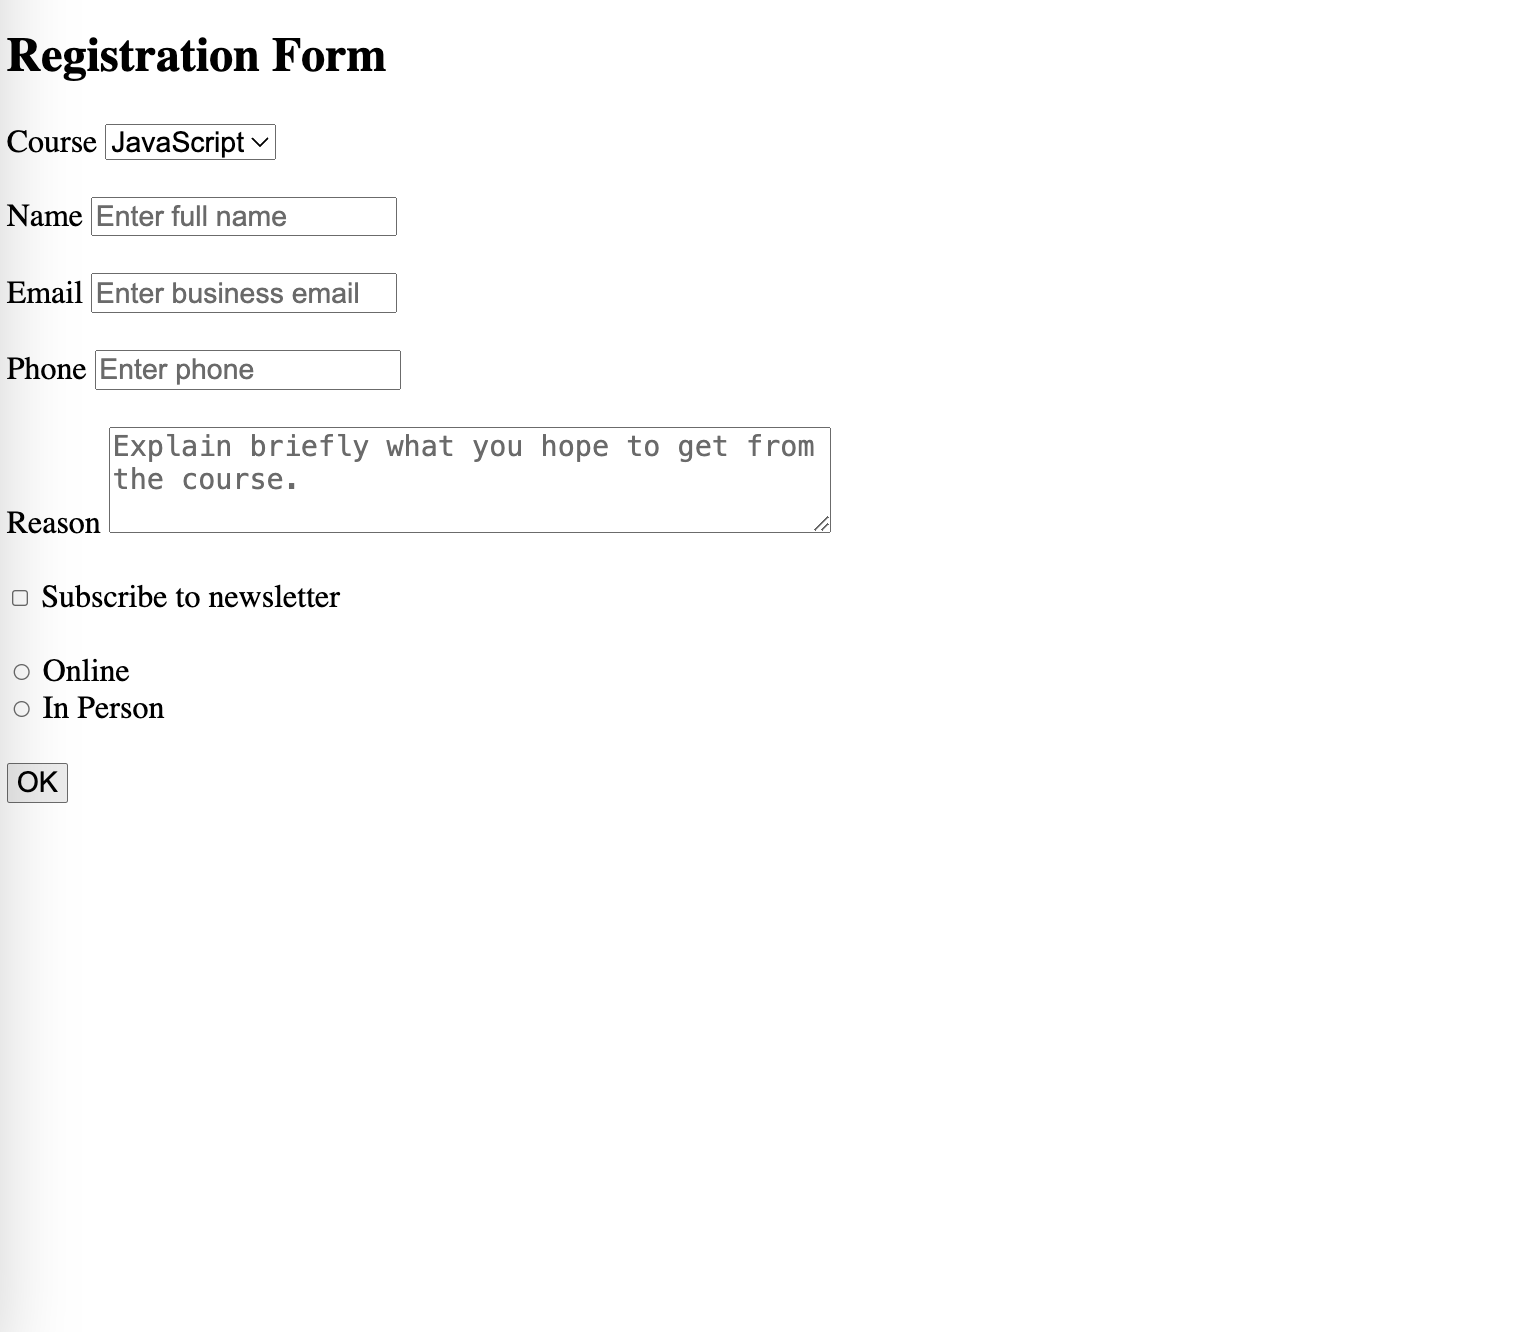 Registration Form
Course JavaScript
Name Enter full name
Email Enter business email
Phone Enter phone
Explain briefly what you hope to get from
the course.
Reason
Subscribe to newsletter
Online
In Person
OK